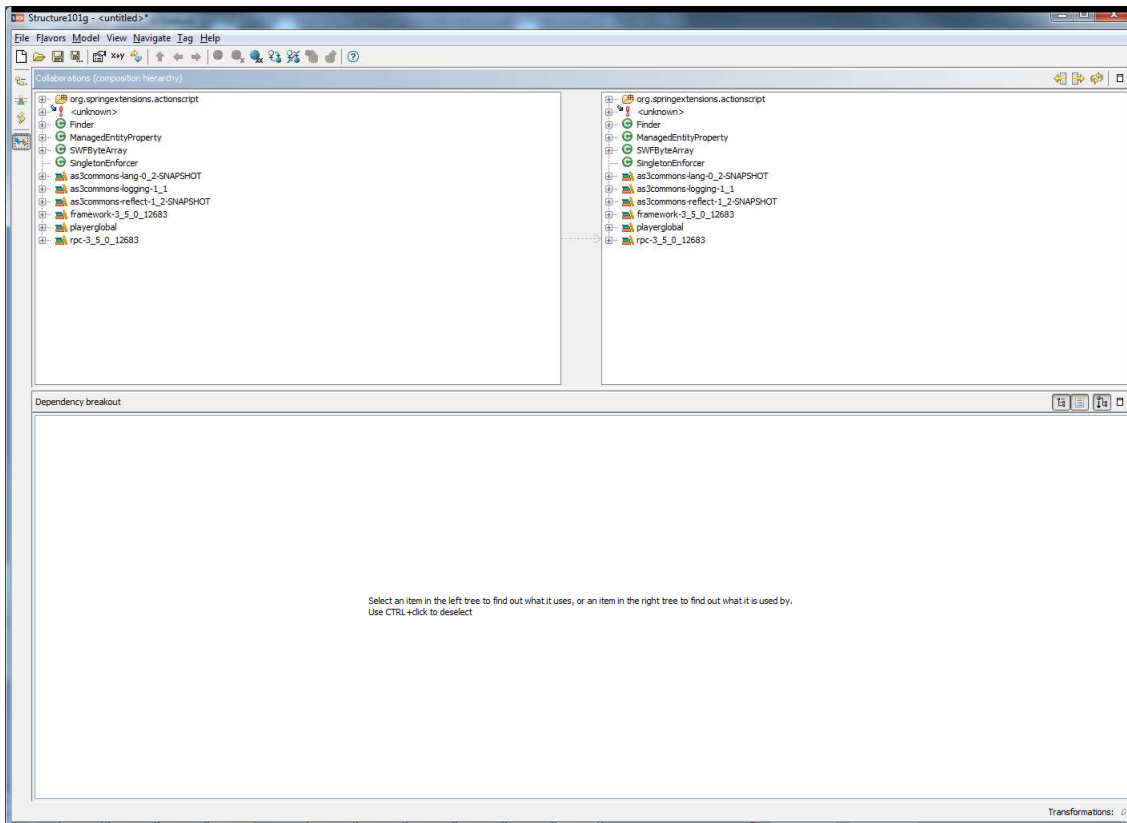 Structure101g - <untitled>*
File Flavors Model View Navigate Tag Help
x+y
Collaborations (composition hierarchy)
org.springextensions.actionscript
<unknown>
Finder
ManagedEntityProperty
SWFByteArray
SingletonEnforcer
as3commons-lang-0_2-SNAPSHOT
as3commons-logging-1_1
as3commons-reflect-1_2-SNAPSHOT
framework-3_5_0_12683
playerglobal
rpc-3_5_0_12683
org.springextensions.actionscript
<unknown>
Finder
ManagedEntityProperty
SWFByteArray
SingletonEnforcer
as3commons-lang-0_2-SNAPSHOT
as3commons-logging-1_1
as3commons-reflect-1_2-SNAPSHOT
framework-3_5_0_12683
playerglobal
rpc-3_5_0_12683
Dependency breakout
Select an item in the left tree to find out what it uses, or an item in the right tree to find out what it is used by.
Use CTRL+click to deselect
Transformations: